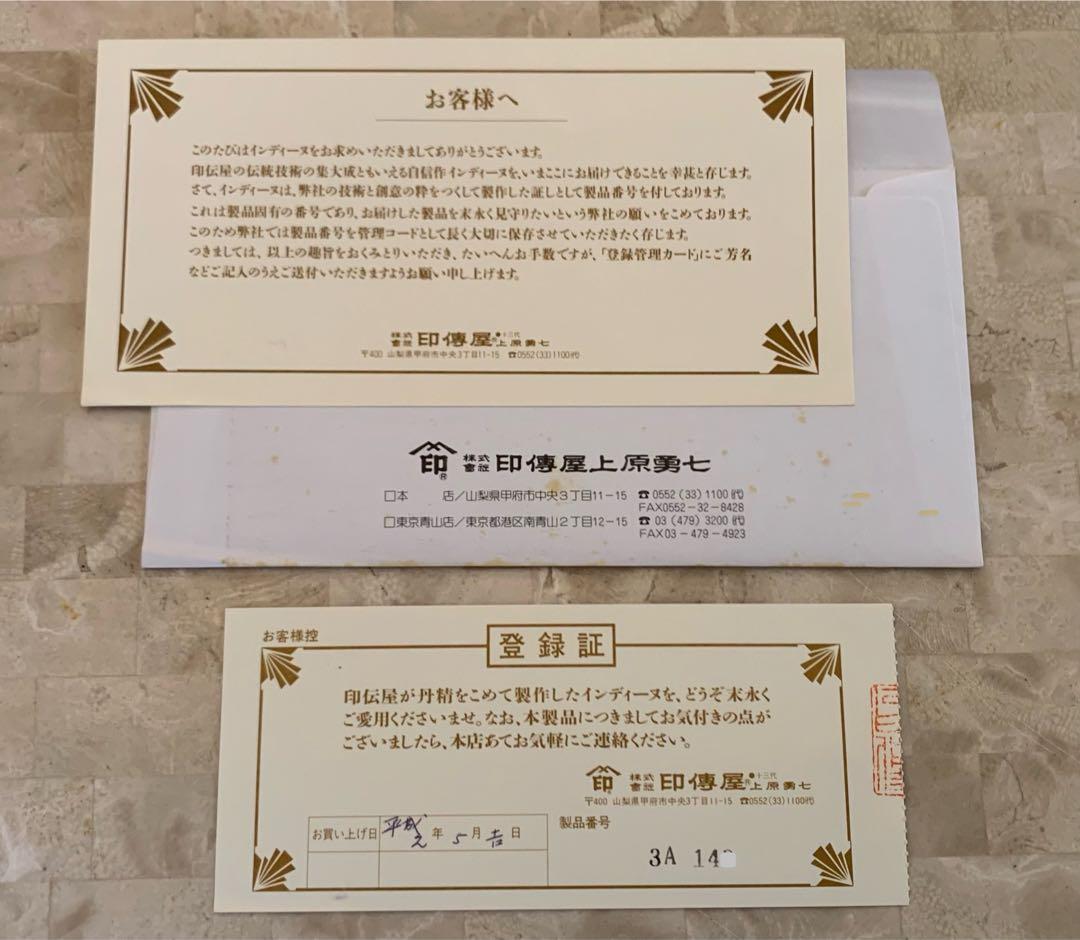 お客様へ
このたびはインディーヌをお求めいただきましてありがとうございます。
印伝屋の伝統技術の集大成ともいえる自信作インディーヌを、いまここにお届けできることを幸甚と存じます。
さて、インディーヌは、弊社の技術と創意の粋をつくして製作した証しとして製品番号を付しております。
これは製品固有の番号であり、お届けした製品を末永く見守りたいという弊社の願いをこめております。
このため弊社では製品番号を管理コードとして長く大切に保存させていただきたく存じます。
つきましては、以上の趣旨をおくみとりいただき、たいへんお手数ですが、「登録管理カード」にご芳名
などご記入のうえご送付いただきますようお願い申し上げます。
株式會社 印傳屋® ●十三代 上原勇七
〒400 山梨県甲府市中央3丁目11-15 ☎0552(33)1100代
印® 株式會社 印傳屋上原勇七
□本 店/山梨県甲府市中央3丁目11-15 ☎0552(33)1100代
FAX0552-32-8428
□東京青山店/東京都港区南青山2丁目12-15 ☎03(479)3200代
FAX03-479-4923
お客様控
登録証
印伝屋が丹精をこめて製作したインディーヌを、どうぞ末永く
ご愛用くださいませ。なお、本製品につきましてお気付きの点が
ございましたら、本店あてお気軽にご連絡ください。
印 株式會社 印傳屋® ●十三代 上原勇七
〒400 山梨県甲府市中央3丁目11-15 ☎0552(33)1100代
お買い上げ日 平成元年5月吉日
製品番号
3A 14